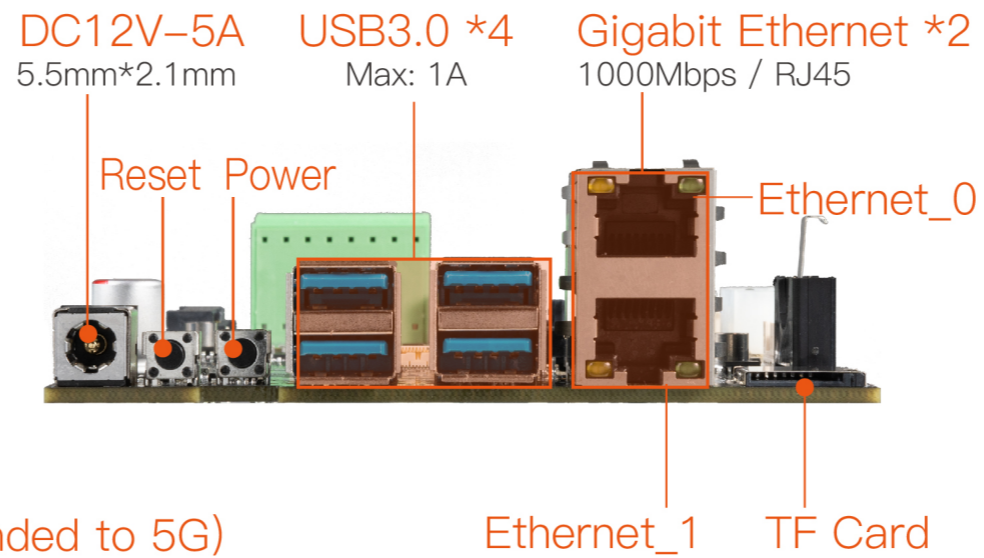 DC12V-5A
5.5mm*2.1mm
USB3.0 *4
Max: 1A
Gigabit Ethernet *2
1000Mbps / RJ45
Reset
Power
Ethernet_0
to 5G)
Ethernet_1
TF Card